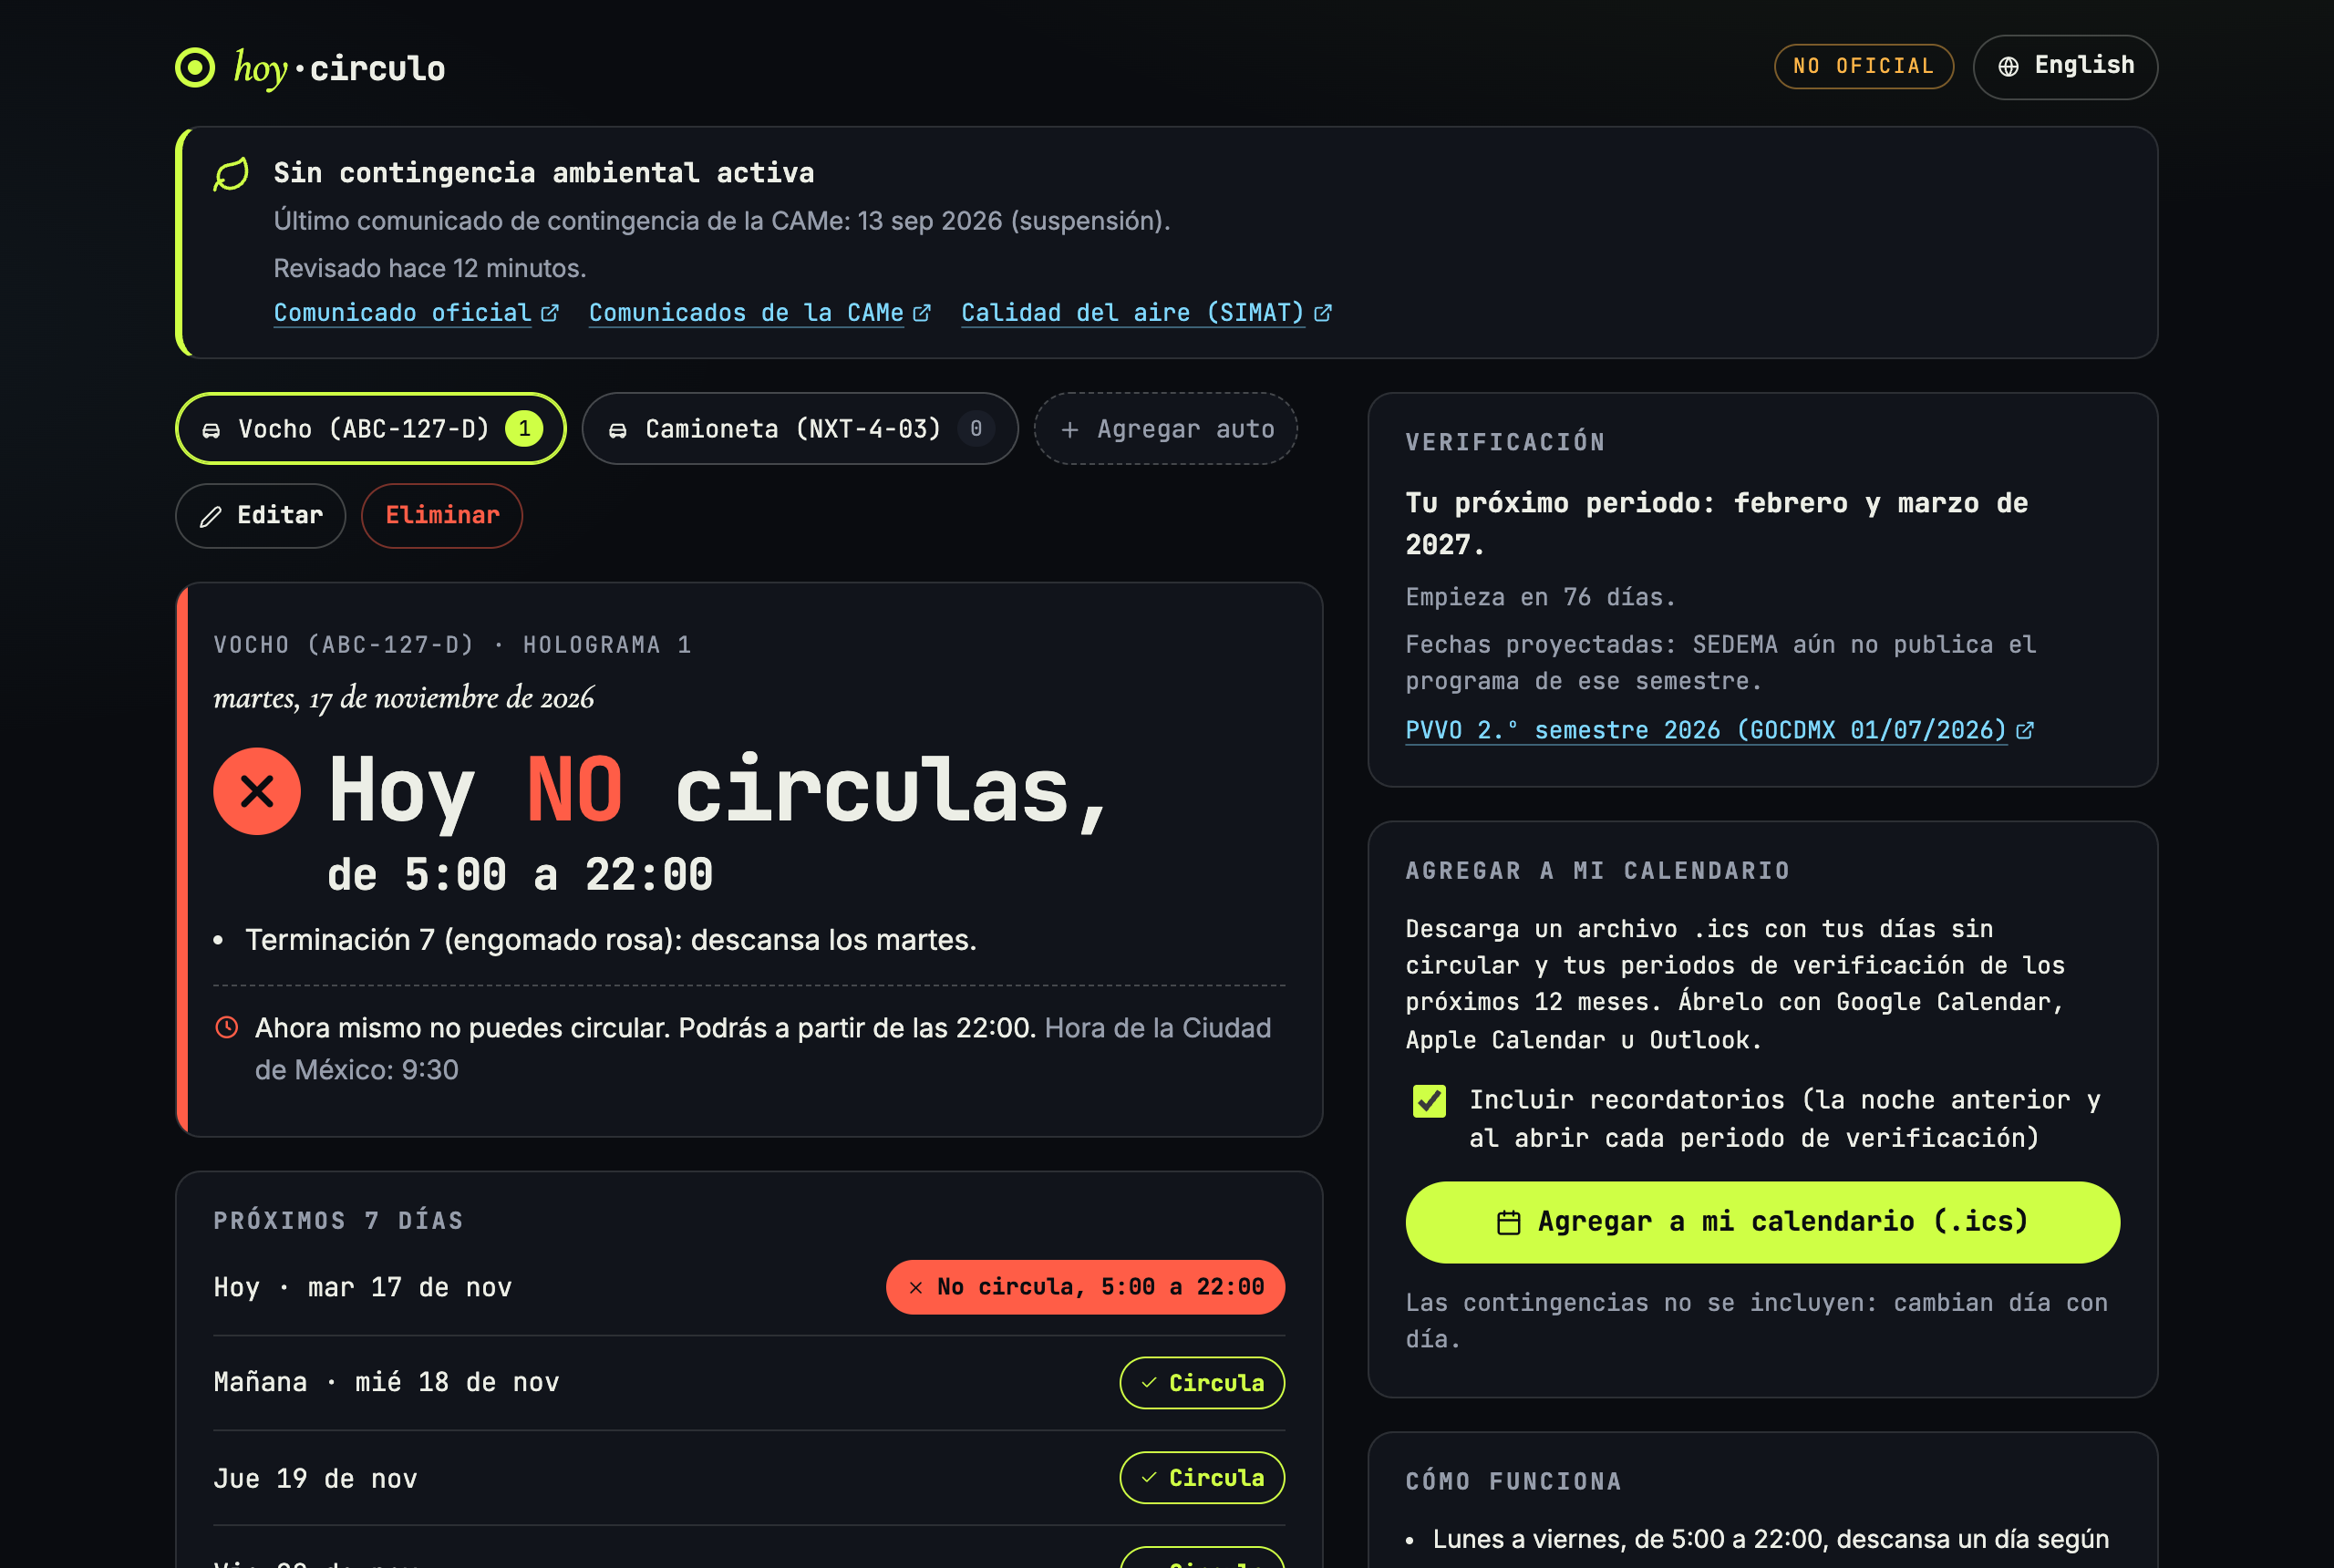 hoy·circulo
NO OFICIAL
English
Sin contingencia ambiental activa
Último comunicado de contingencia de la CAMe: 13 sep 2026 (suspensión).
Revisado hace 12 minutos.
Comunicado oficial
Comunicados de la CAMe
Calidad del aire (SIMAT)
Vocho (ABC-127-D) 1
Camioneta (NXT-4-03) 0
+ Agregar auto
Editar
Eliminar
VOCHO (ABC-127-D) · HOLOGRAMA 1
martes, 17 de noviembre de 2026
Hoy NO circulas,
de 5:00 a 22:00
• Terminación 7 (engomado rosa): descansa los martes.
Ahora mismo no puedes circular. Podrás a partir de las 22:00. Hora de la Ciudad
de México: 9:30
PRÓXIMOS 7 DÍAS
Hoy · mar 17 de nov
No circula, 5:00 a 22:00
Mañana · mié 18 de nov
Circula
Jue 19 de nov
Circula
VERIFICACIÓN
Tu próximo periodo: febrero y marzo de
2027.
Empieza en 76 días.
Fechas proyectadas: SEDEMA aún no publica el
programa de ese semestre.
PVVO 2.º semestre 2026 (GOCDMX 01/07/2026)
AGREGAR A MI CALENDARIO
Descarga un archivo .ics con tus días sin
circular y tus periodos de verificación de los
próximos 12 meses. Ábrelo con Google Calendar,
Apple Calendar u Outlook.
Incluir recordatorios (la noche anterior y
al abrir cada periodo de verificación)
Agregar a mi calendario (.ics)
Las contingencias no se incluyen: cambian día con
día.
CÓMO FUNCIONA
• Lunes a viernes, de 5:00 a 22:00, descansa un día según